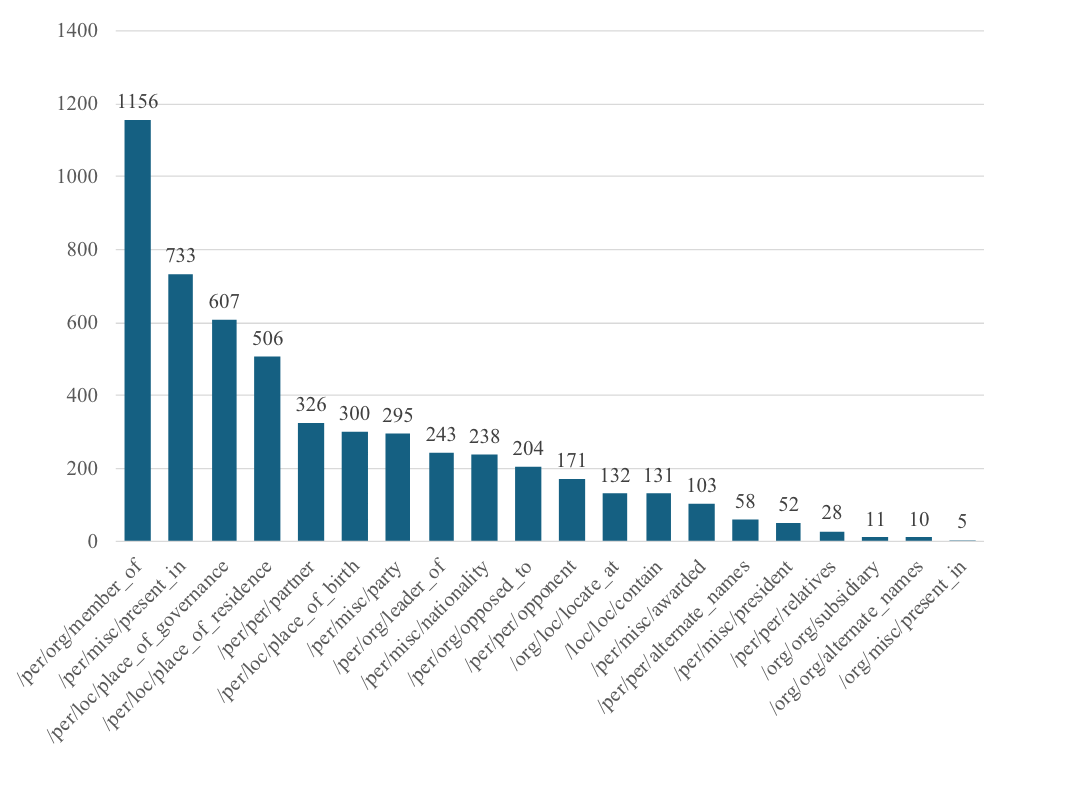 1400
1200
1000
800
600
400
200
0
1156
733
607
506
326
300
295
243
238
204
171
132
131
103
58
52
28
11
10
5
/per/org/member_of
/per/misc/present_in
/per/loc/place_of_governance
/per/loc/place_of_residence
/per/per/partner
/per/loc/place_of_birth
/per/misc/party
/per/org/leader_of
/per/misc/nationality
/per/org/opposed_to
/per/per/opponent
/org/loc/locate_at
/loc/loc/contain
/per/misc/awarded
/per/per/alternate_names
/per/misc/president
/per/per/relatives
/org/org/subsidiary
/org/org/alternate_names
/org/misc/present_in